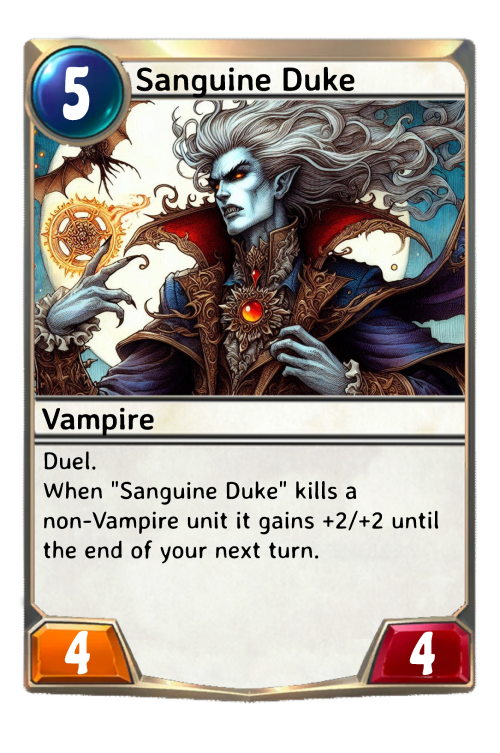 5
Sanguine Duke
Vampire
Duel.
When "Sanguine Duke" kills a
non-Vampire unit it gains +2/+2 until
the end of your next turn.
4
4